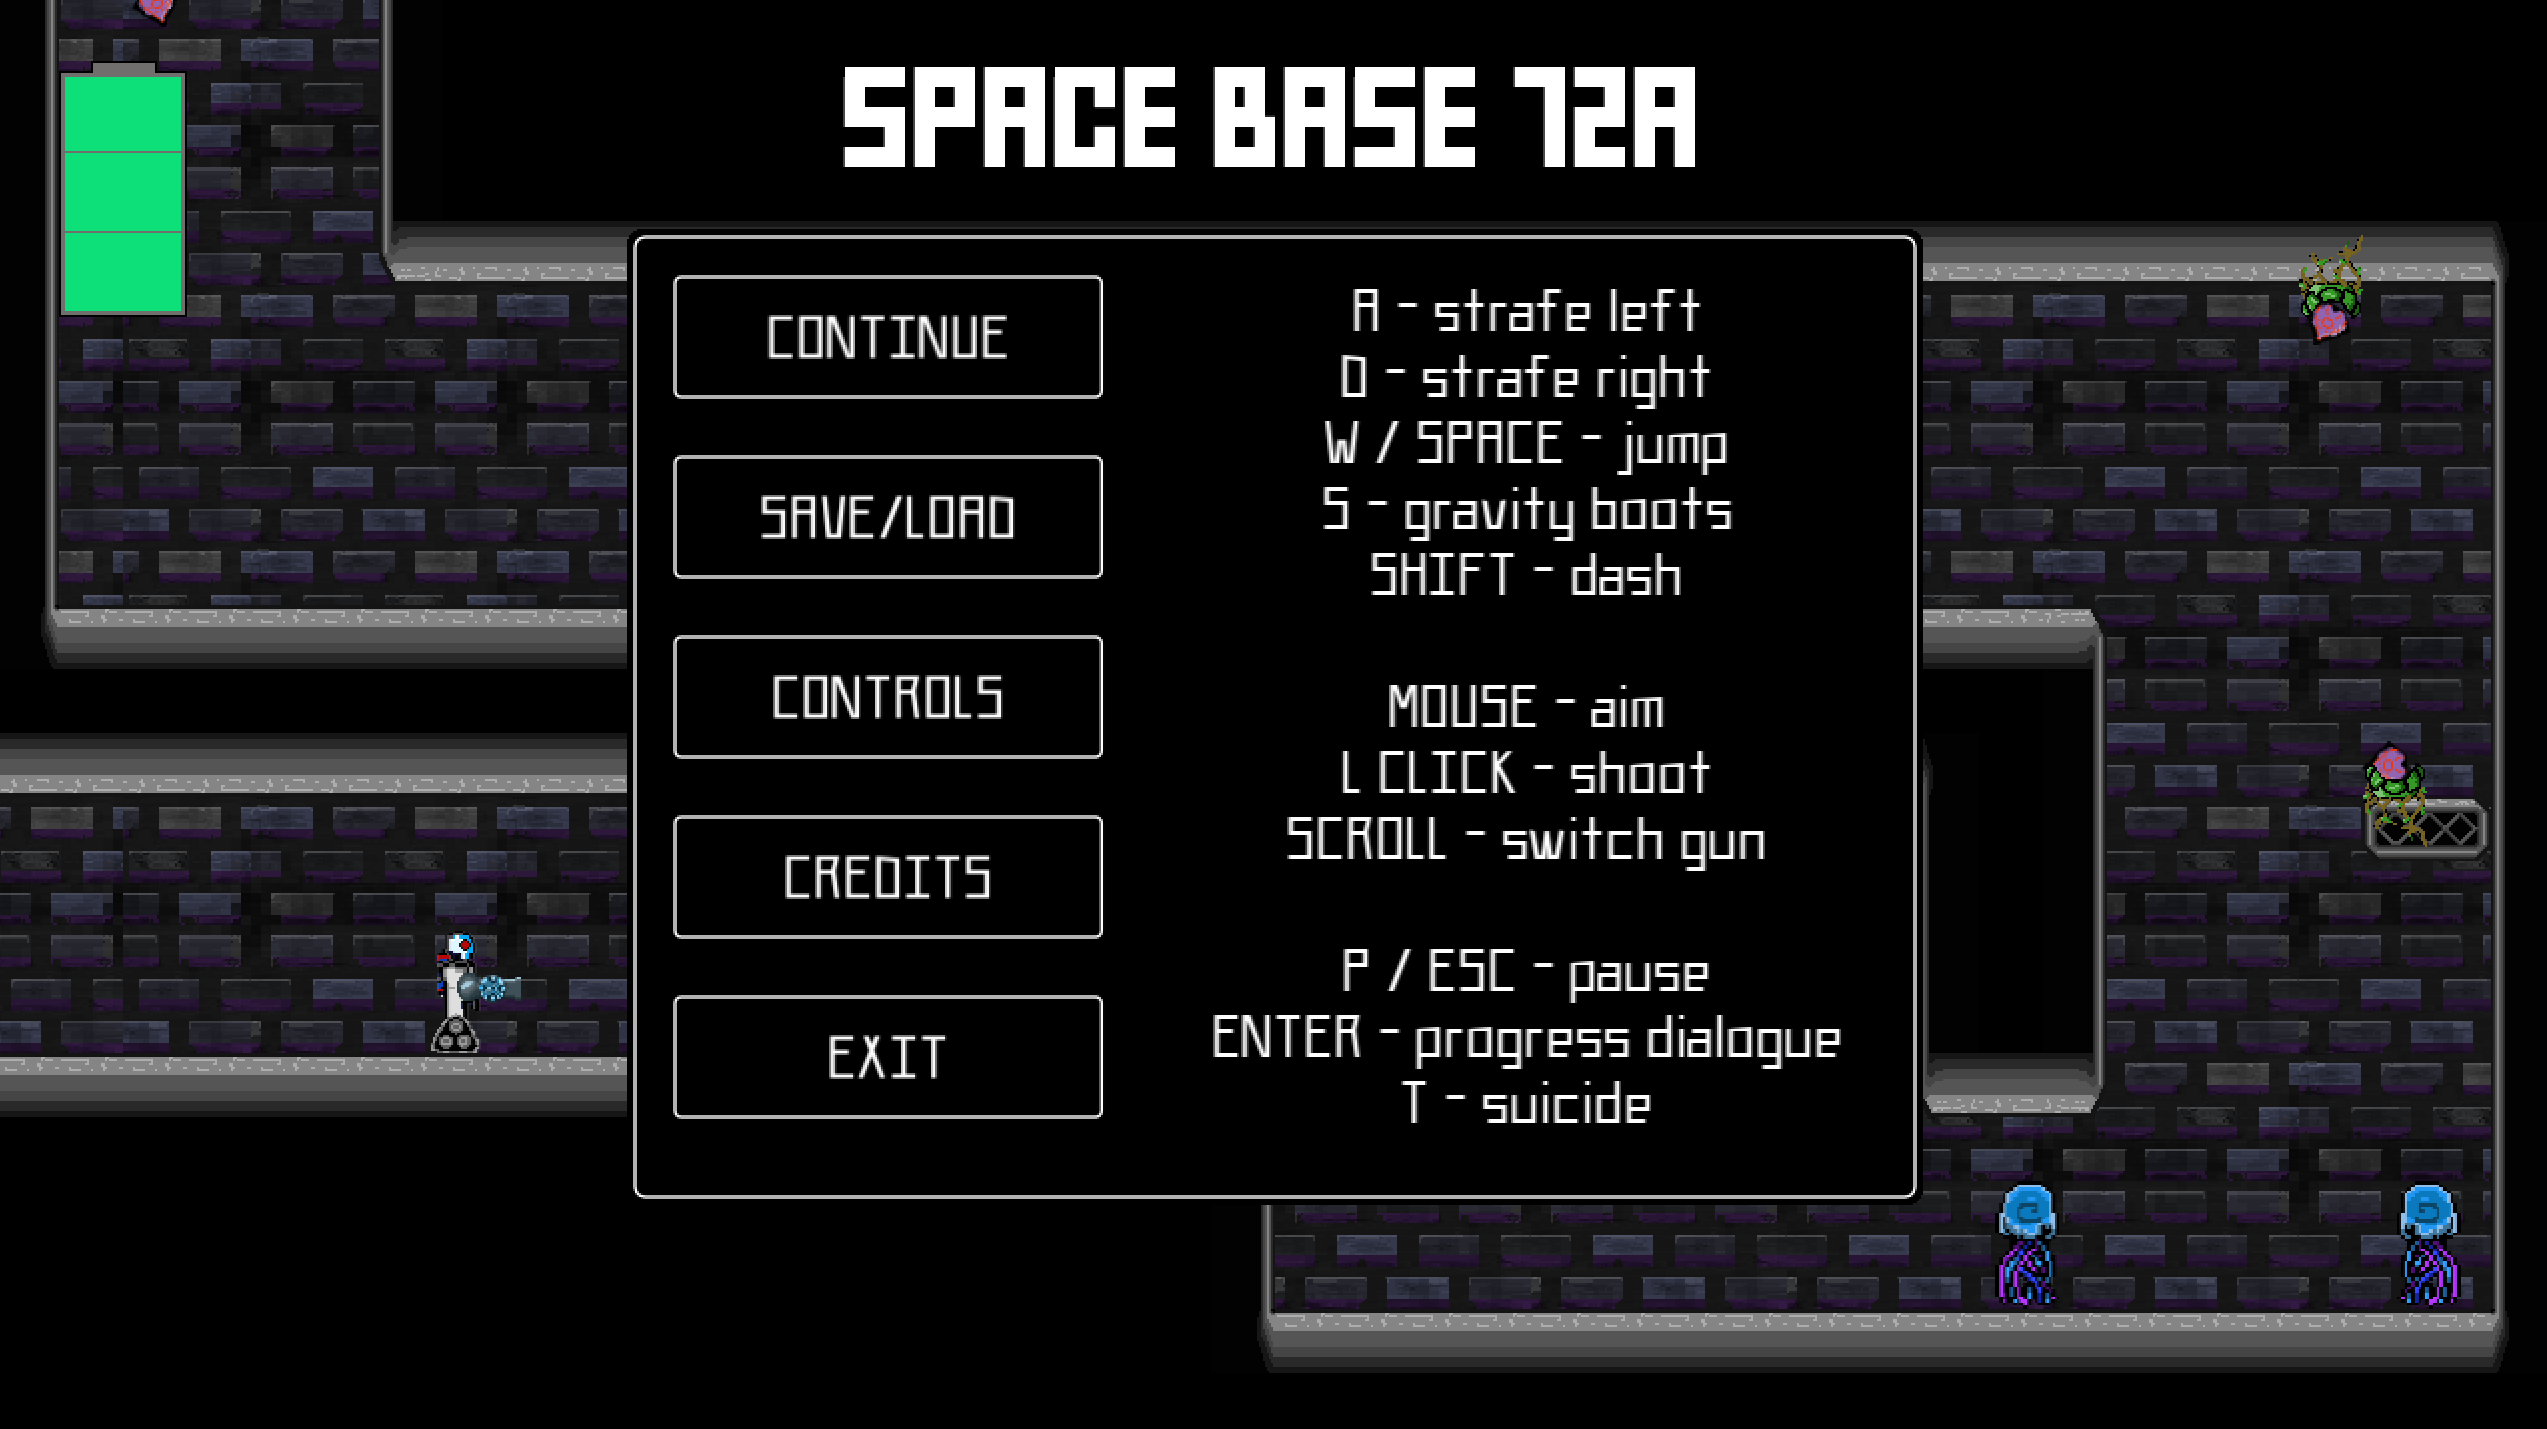 SPACE BASE 72A
CONTINUE
SAVE/LOAD
CONTROLS
CREDITS
EXIT
A - strafe left
D - strafe right
W / SPACE - jump
S - gravity boots
SHIFT - dash
MOUSE - aim
L CLICK - shoot
SCROLL - switch gun
P / ESC - pause
ENTER - progress dialogue
T - suicide